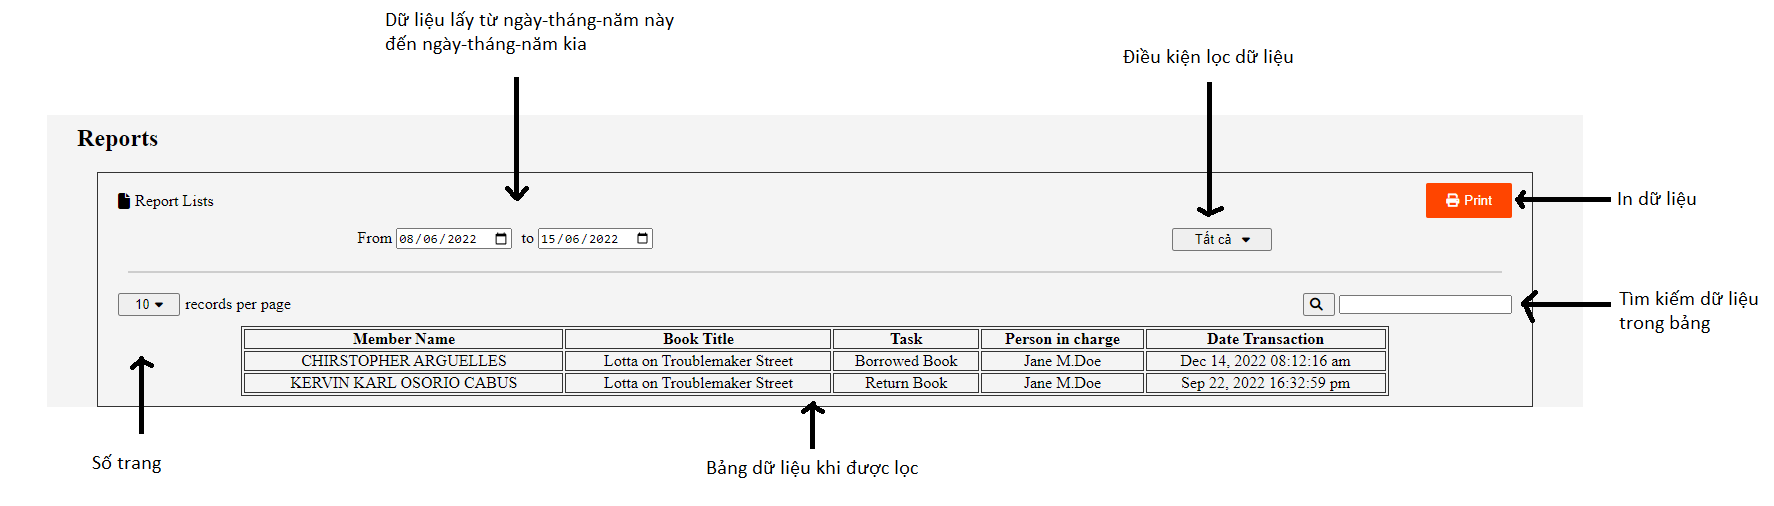 Dữ liệu lấy từ ngày-tháng-năm này
đến ngày-tháng-năm kia
Điều kiện lọc dữ liệu
Reports
Report Lists
Print
In dữ liệu
From 08/06/2022 to 15/06/2022
Tất cả
10 records per page
Tìm kiếm dữ liệu
trong bảng
Member Name Book Title Task Person in charge Date Transaction
CHIRSTOPHER ARGUELLES Lotta on Troublemaker Street Borrowed Book Jane M.Doe Dec 14, 2022 08:12:16 am
KERVIN KARL OSORIO CABUS Lotta on Troublemaker Street Return Book Jane M.Doe Sep 22, 2022 16:32:59 pm
Số trang
Bảng dữ liệu khi được lọc